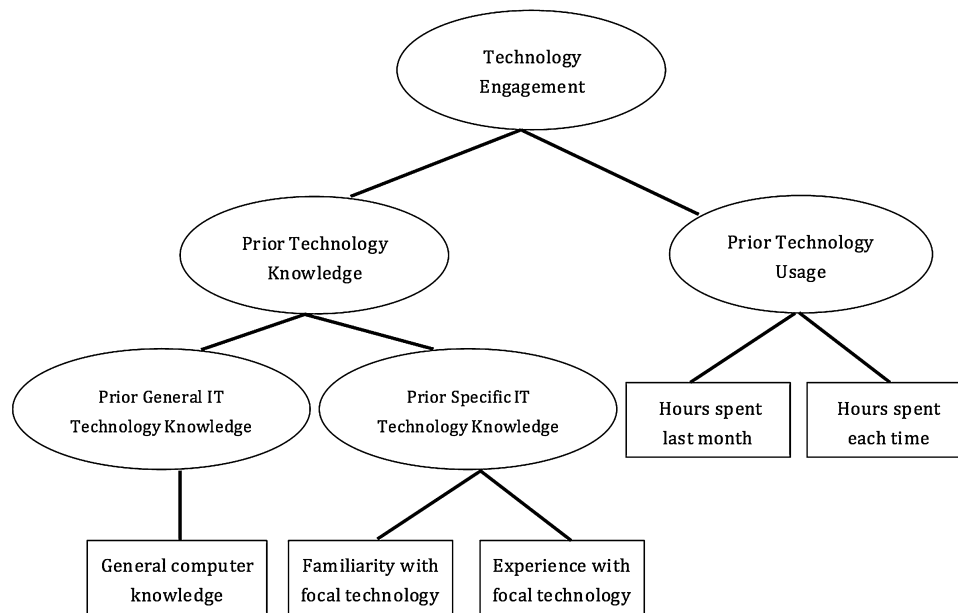 Technology
Engagement
Prior Technology
Knowledge
Prior Technology
Usage
Prior General IT
Technology Knowledge
Prior Specific IT
Technology Knowledge
Hours spent
last month
Hours spent
each time
General computer
knowledge
Familiarity with
focal technology
Experience with
focal technology